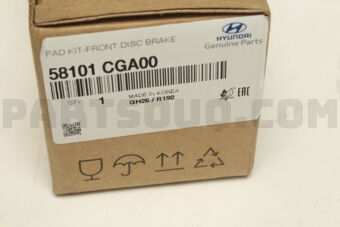 PAD KIT-FRONT DISC BRAKE
HYUNDAI
Genuine Parts
58101 CGA00
QTY. 1 MADE IN KOREA
GH26 / R192
EAC
PARTSOUQ.COM